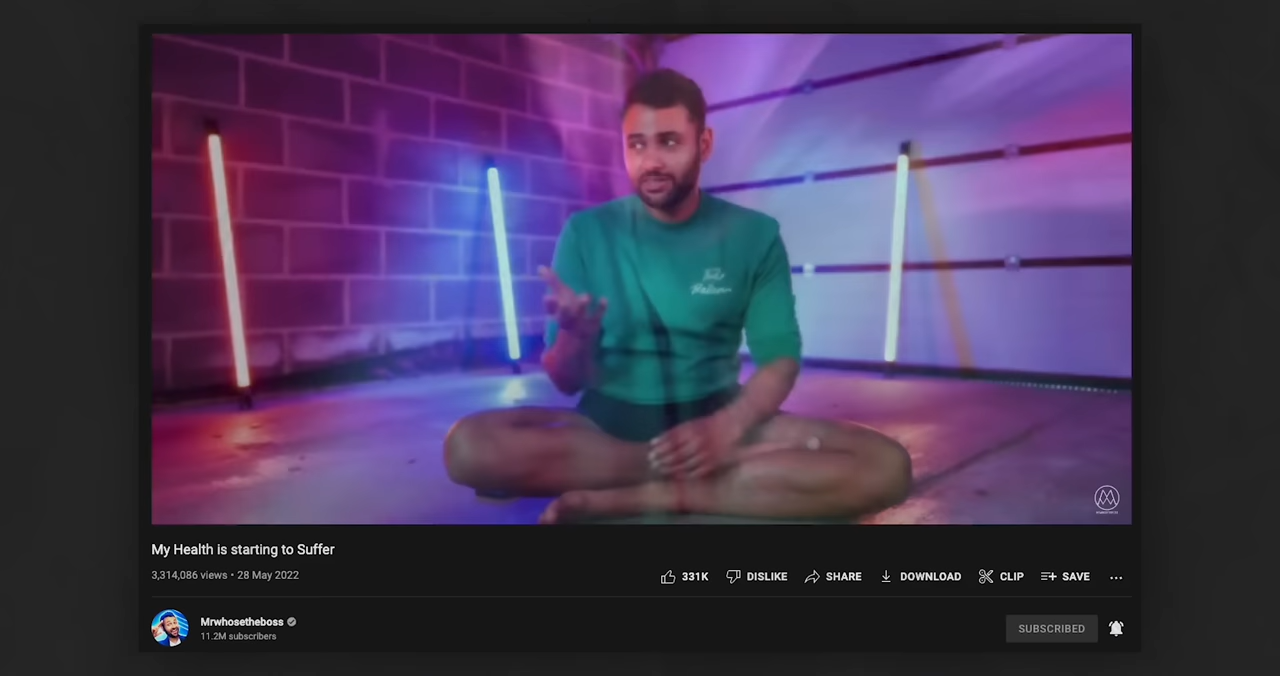 My Health is starting to Suffer
3,314,086 views • 28 May 2022
331K DISLIKE SHARE DOWNLOAD CLIP SAVE ...
Mrwhosetheboss
11.2M subscribers
SUBSCRIBED